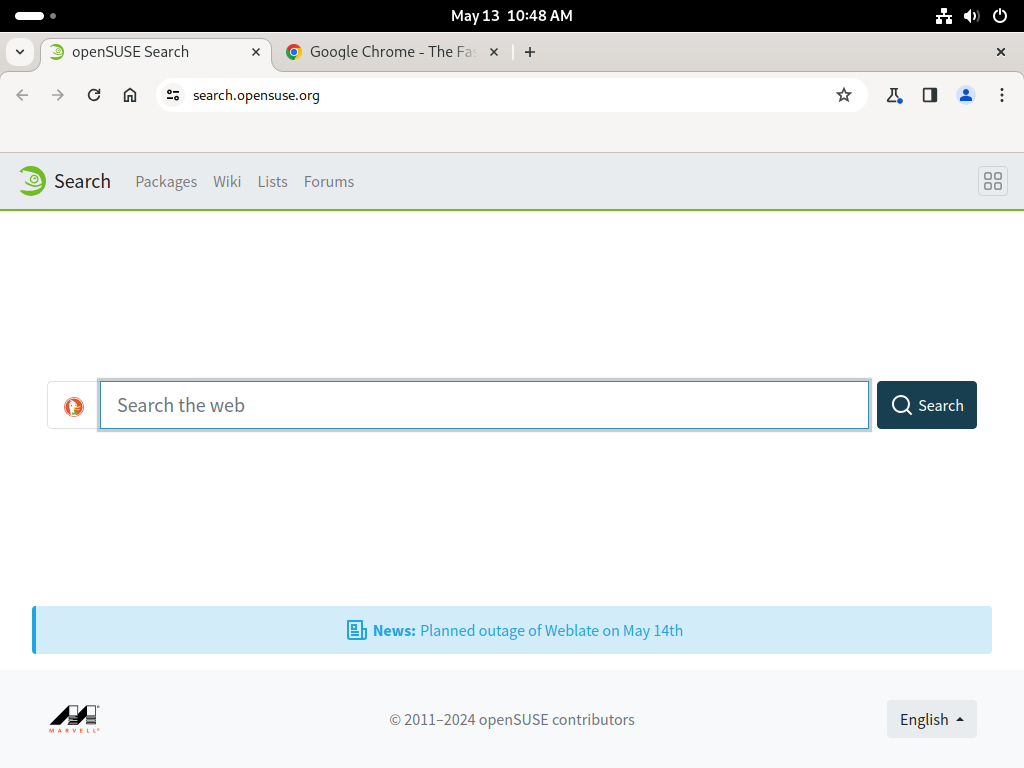 May 13 10:48 AM
openSUSE Search
Google Chrome - The Fas
search.opensuse.org
Search Packages Wiki Lists Forums
Search the web
Search
News: Planned outage of Weblate on May 14th
MARVELL
© 2011–2024 openSUSE contributors
English